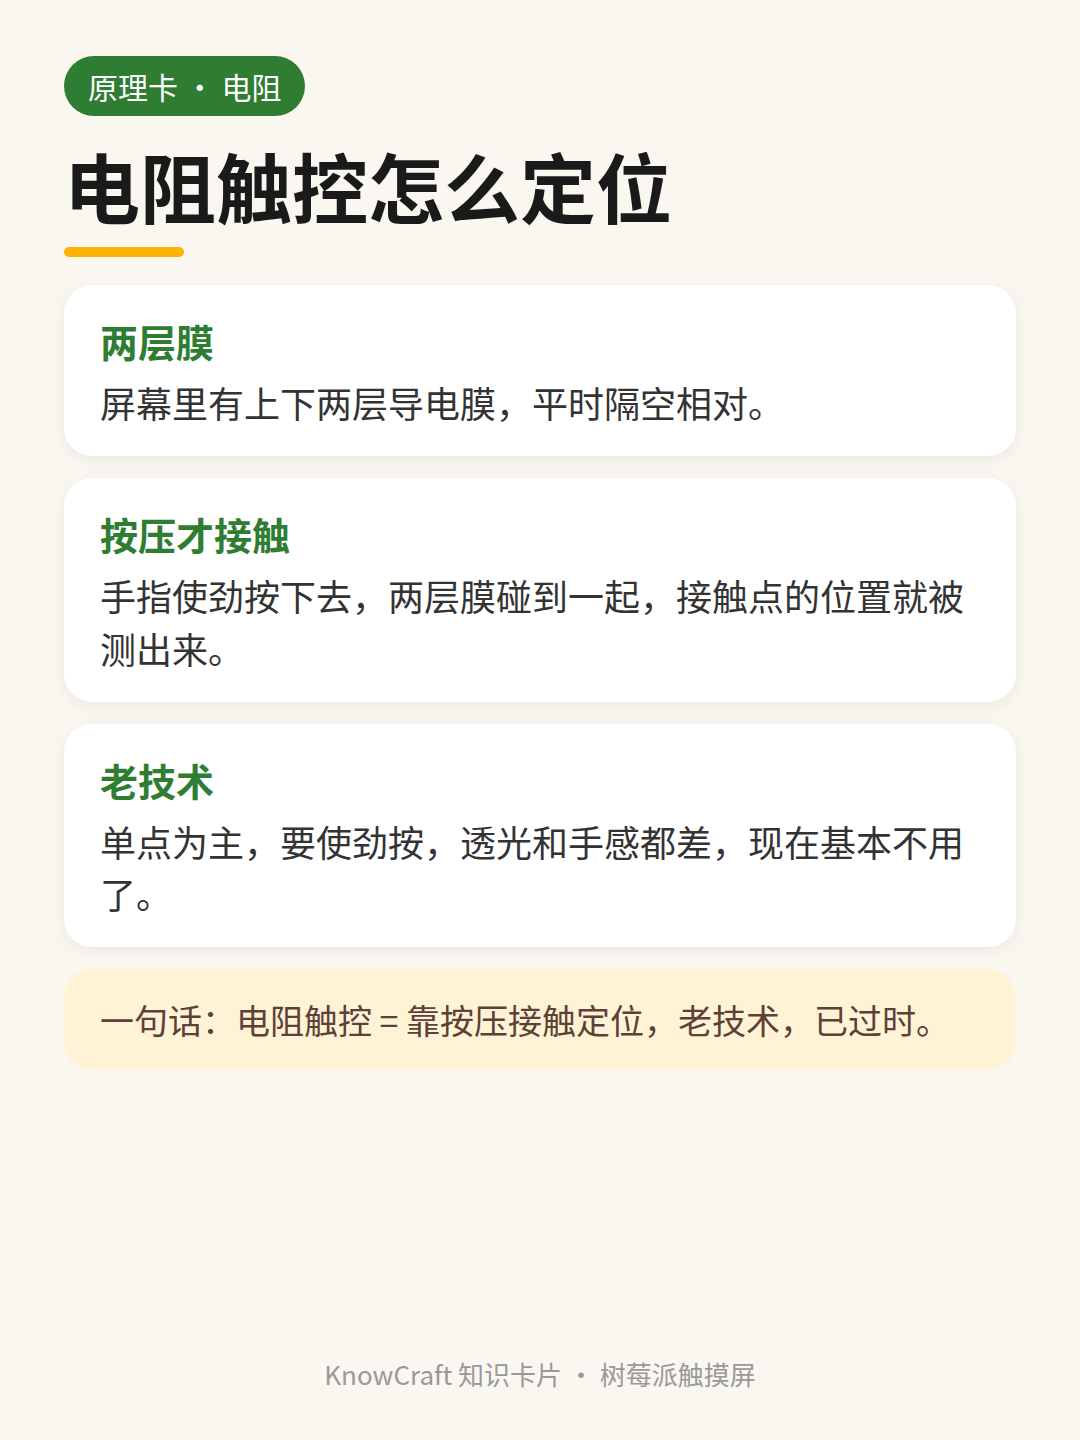 原理卡 · 电阻
电阻触控怎么定位
两层膜
屏幕里有上下两层导电膜，平时隔空相对。
按压才接触
手指使劲按下去，两层膜碰到一起，接触点的位置就被
测出来。
老技术
单点为主，要使劲按，透光和手感都差，现在基本不用
了。
一句话：电阻触控 = 靠按压接触定位，老技术，已过时。
KnowCraft 知识卡片 · 树莓派触摸屏